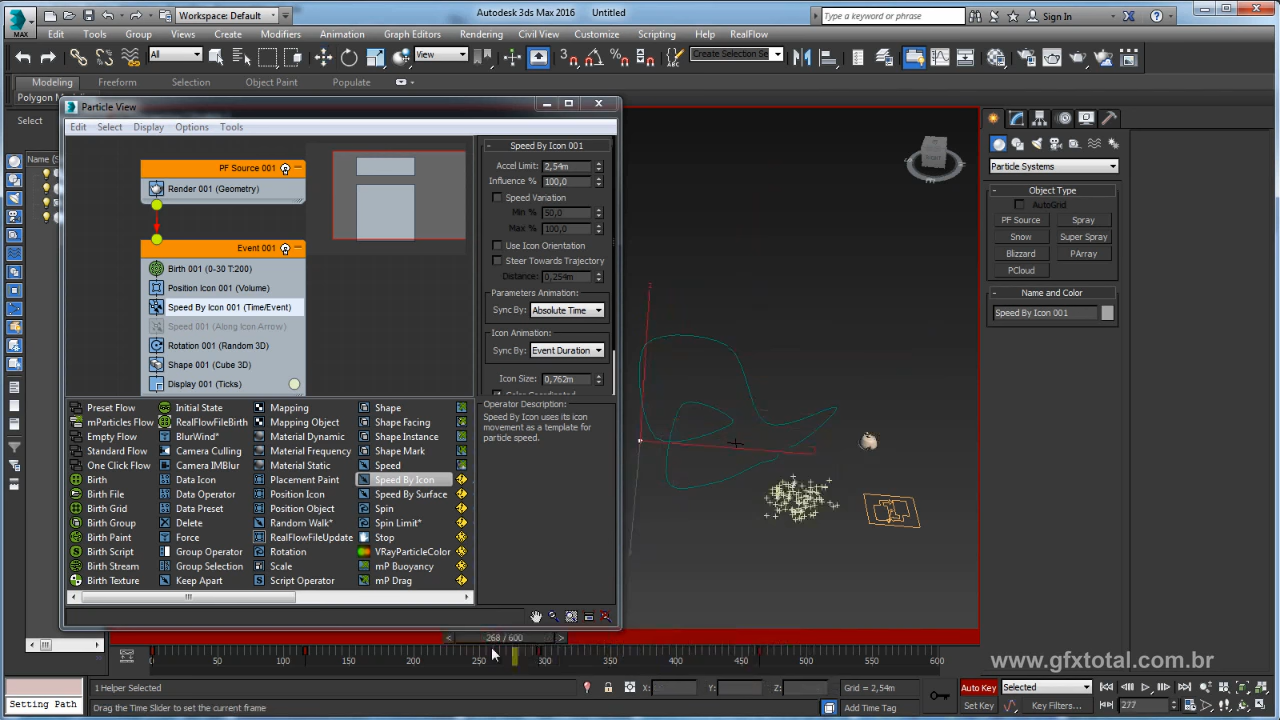 MAX
Workspace: Default
Autodesk 3ds Max 2016
Untitled
Type a keyword or phrase
Sign In
Edit
Tools
Group
Views
Create
Modifiers
Animation
Graph Editors
Rendering
Civil View
Customize
Scripting
Help
RealFlow
All
View
Create Selection Se
Modeling
Freeform
Selection
Object Paint
Populate
Select
Name (S
Particle View
Edit
Select
Display
Options
Tools
PF Source 001
Render 001 (Geometry)
Event 001
Birth 001 (0-30 T:200)
Position Icon 001 (Volume)
Speed By Icon 001 (Time/Event)
Speed 001 (Along Icon Arrow)
Rotation 001 (Random 3D)
Shape 001 (Cube 3D)
Display 001 (Ticks)
Speed By Icon 001
Accel Limit: 2,54m
Influence %: 100,0
Speed Variation
Min % 50,0
Max % 100,0
Use Icon Orientation
Steer Towards Trajectory
Distance: 0,254m
Parameters Animation:
Sync By: Absolute Time
Icon Animation:
Sync By: Event Duration
Icon Size: 0,762m
Color Coordinated
Preset Flow
mParticles Flow
Empty Flow
Standard Flow
One Click Flow
Birth
Birth File
Birth Grid
Birth Group
Birth Paint
Birth Script
Birth Stream
Birth Texture
Initial State
RealFlowFileBirth
BlurWind*
Camera Culling
Camera IMBlur
Data Icon
Data Operator
Data Preset
Delete
Force
Group Operator
Group Selection
Keep Apart
Mapping
Mapping Object
Material Dynamic
Material Frequency
Material Static
Placement Paint
Position Icon
Position Object
Random Walk*
RealFlowFileUpdate
Rotation
Scale
Script Operator
Shape
Shape Facing
Shape Instance
Shape Mark
Speed
Speed By Icon
Speed By Surface
Spin
Spin Limit*
Stop
VRayParticleColor
mP Buoyancy
mP Drag
Operator Description:
Speed By Icon uses its icon
movement as a template for
particle speed.
Particle Systems
Object Type
AutoGrid
PF Source
Spray
Snow
Super Spray
Blizzard
PArray
PCloud
Name and Color
Speed By Icon 001
268 / 600
0
50
100
150
200
250
300
350
400
450
500
550
600
www.gfxtotal.com.br
1 Helper Selected
X:
Y:
Z:
Grid = 2,54m
Auto Key
Selected
Setting Path
Drag the Time Slider to set the current frame
Add Time Tag
Set Key
Key Filters...
277